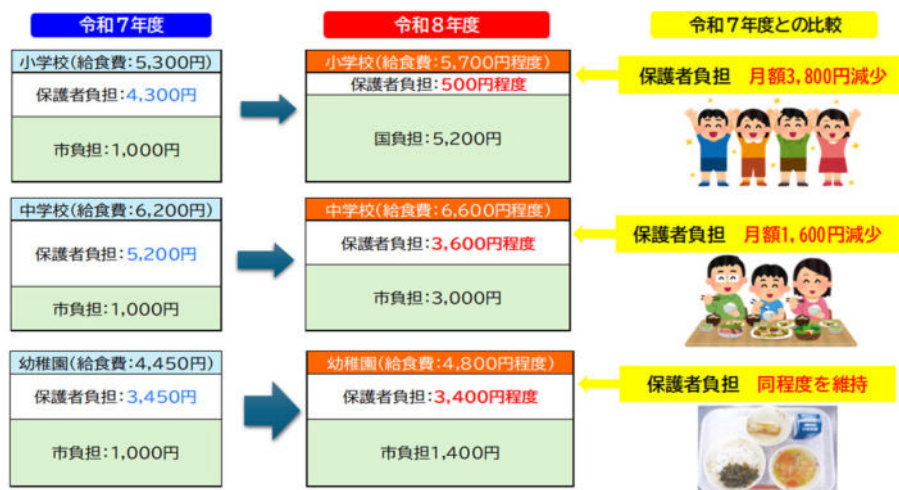 令和7年度
令和8年度
令和7年度との比較
小学校(給食費:5,300円)
保護者負担:4,300円
市負担:1,000円
小学校(給食費:5,700円程度)
保護者負担:500円程度
国負担:5,200円
保護者負担 月額3,800円減少
中学校(給食費:6,200円)
保護者負担:5,200円
市負担:1,000円
中学校(給食費:6,600円程度)
保護者負担:3,600円程度
市負担:3,000円
保護者負担 月額1,600円減少
幼稚園(給食費:4,450円)
保護者負担:3,450円
市負担:1,000円
幼稚園(給食費:4,800円程度)
保護者負担:3,400円程度
市負担1,400円
保護者負担 同程度を維持